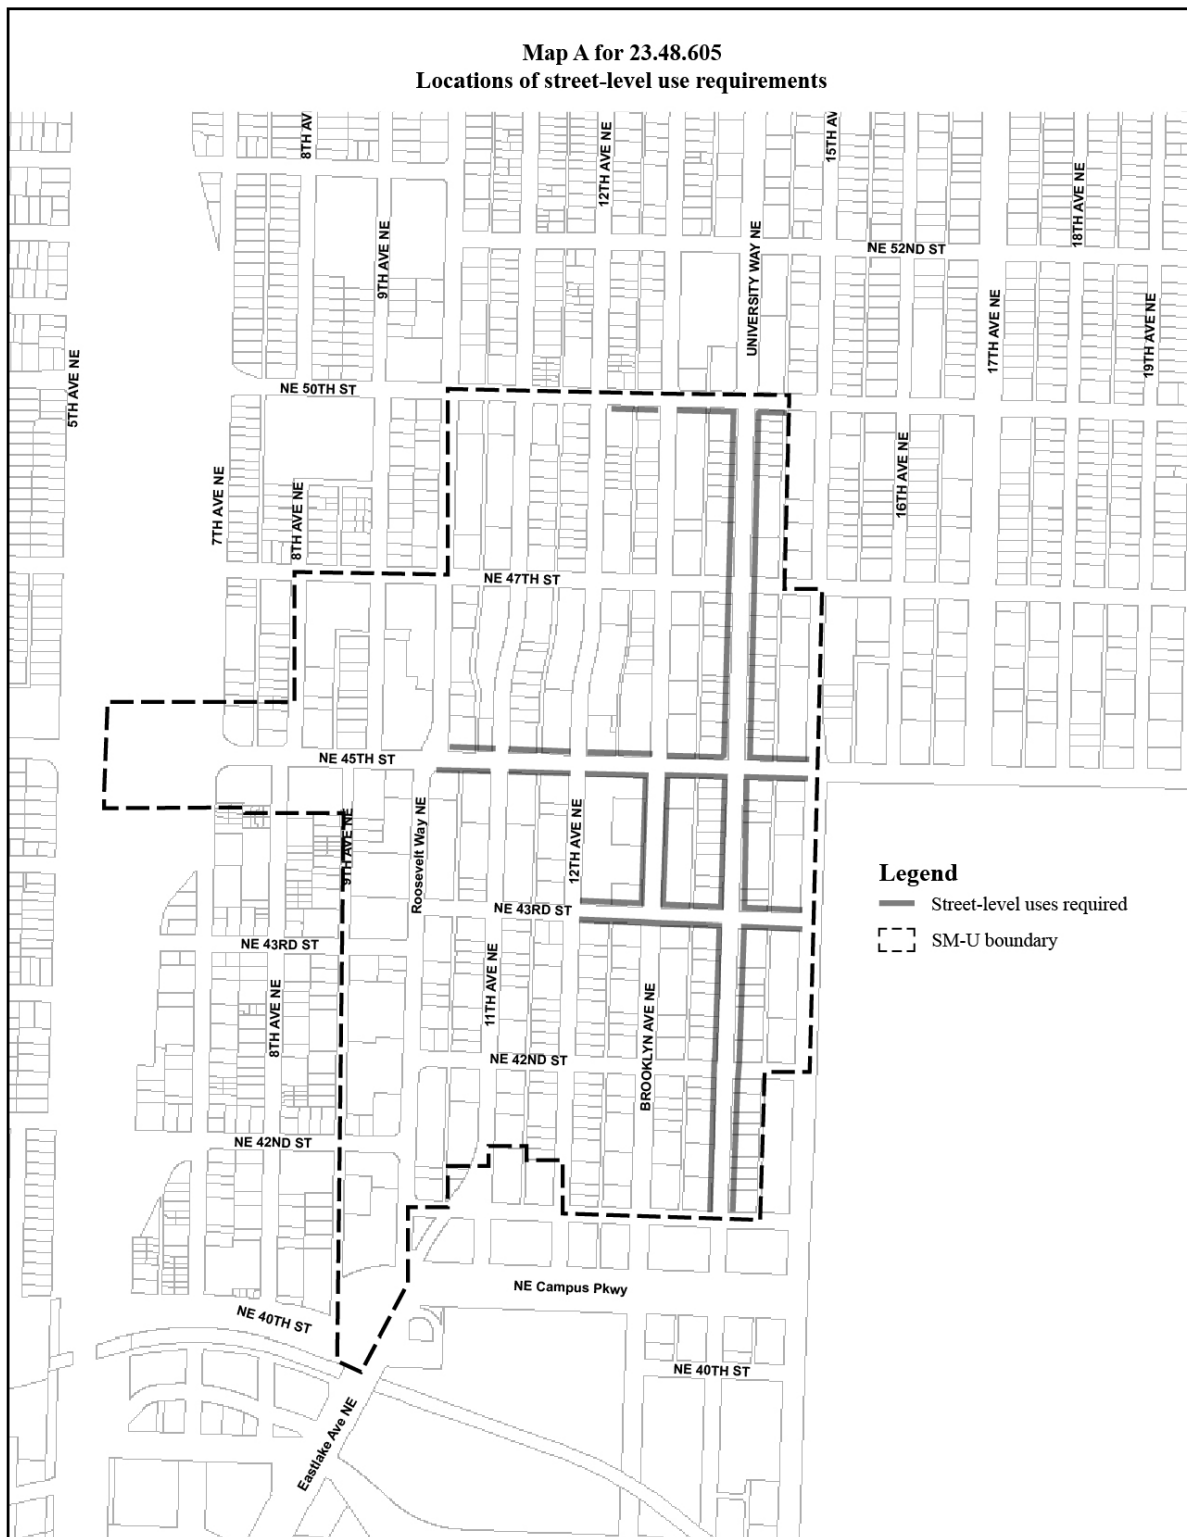 Map A for 23.48.605
Locations of street-level use requirements
8TH AV
12TH AVE NE
15TH AV
18TH AVE NE
9TH AVE NE
UNIVERSITY WAY NE
NE 52ND ST
17TH AVE NE
19TH AVE NE
5TH AVE NE
NE 50TH ST
16TH AVE NE
7TH AVE NE
8TH AVE NE
NE 47TH ST
NE 45TH ST
9TH AVE NE
Roosevelt Way NE
12TH AVE NE
Legend
Street-level uses required
SM-U boundary
NE 43RD ST
NE 43RD ST
11TH AVE NE
8TH AVE NE
BROOKLYN AVE NE
NE 42ND ST
NE 42ND ST
NE Campus Pkwy
NE 40TH ST
NE 40TH ST
Eastlake Ave NE